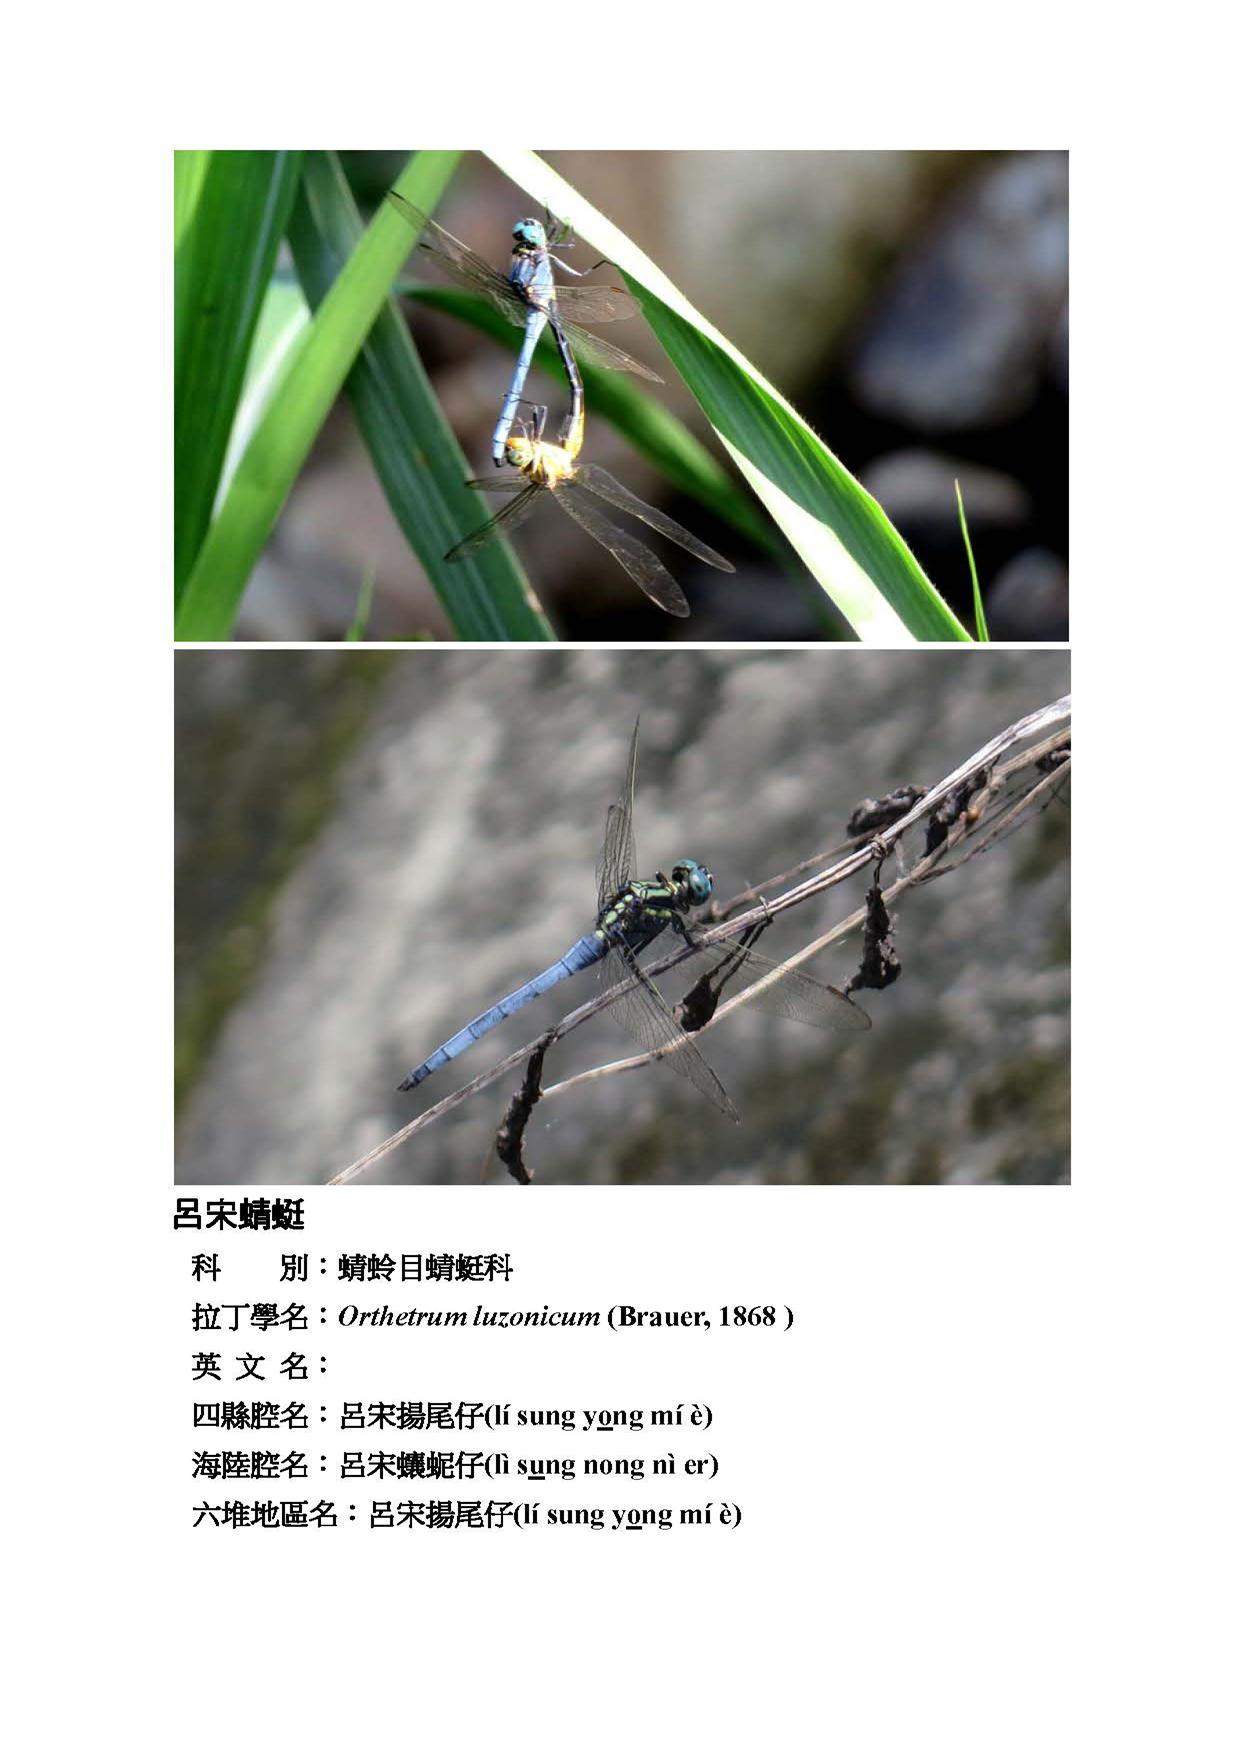 呂宋蜻蜓
科　　別：蜻蛉目蜻蜓科
拉丁學名：Orthetrum luzonicum (Brauer, 1868 )
英 文 名：
四縣腔名：呂宋揚尾仔(lí sung yong mí è)
海陸腔名：呂宋蠰蚭仔(lì sung nong nì er)
六堆地區名：呂宋揚尾仔(lí sung yong mí è)